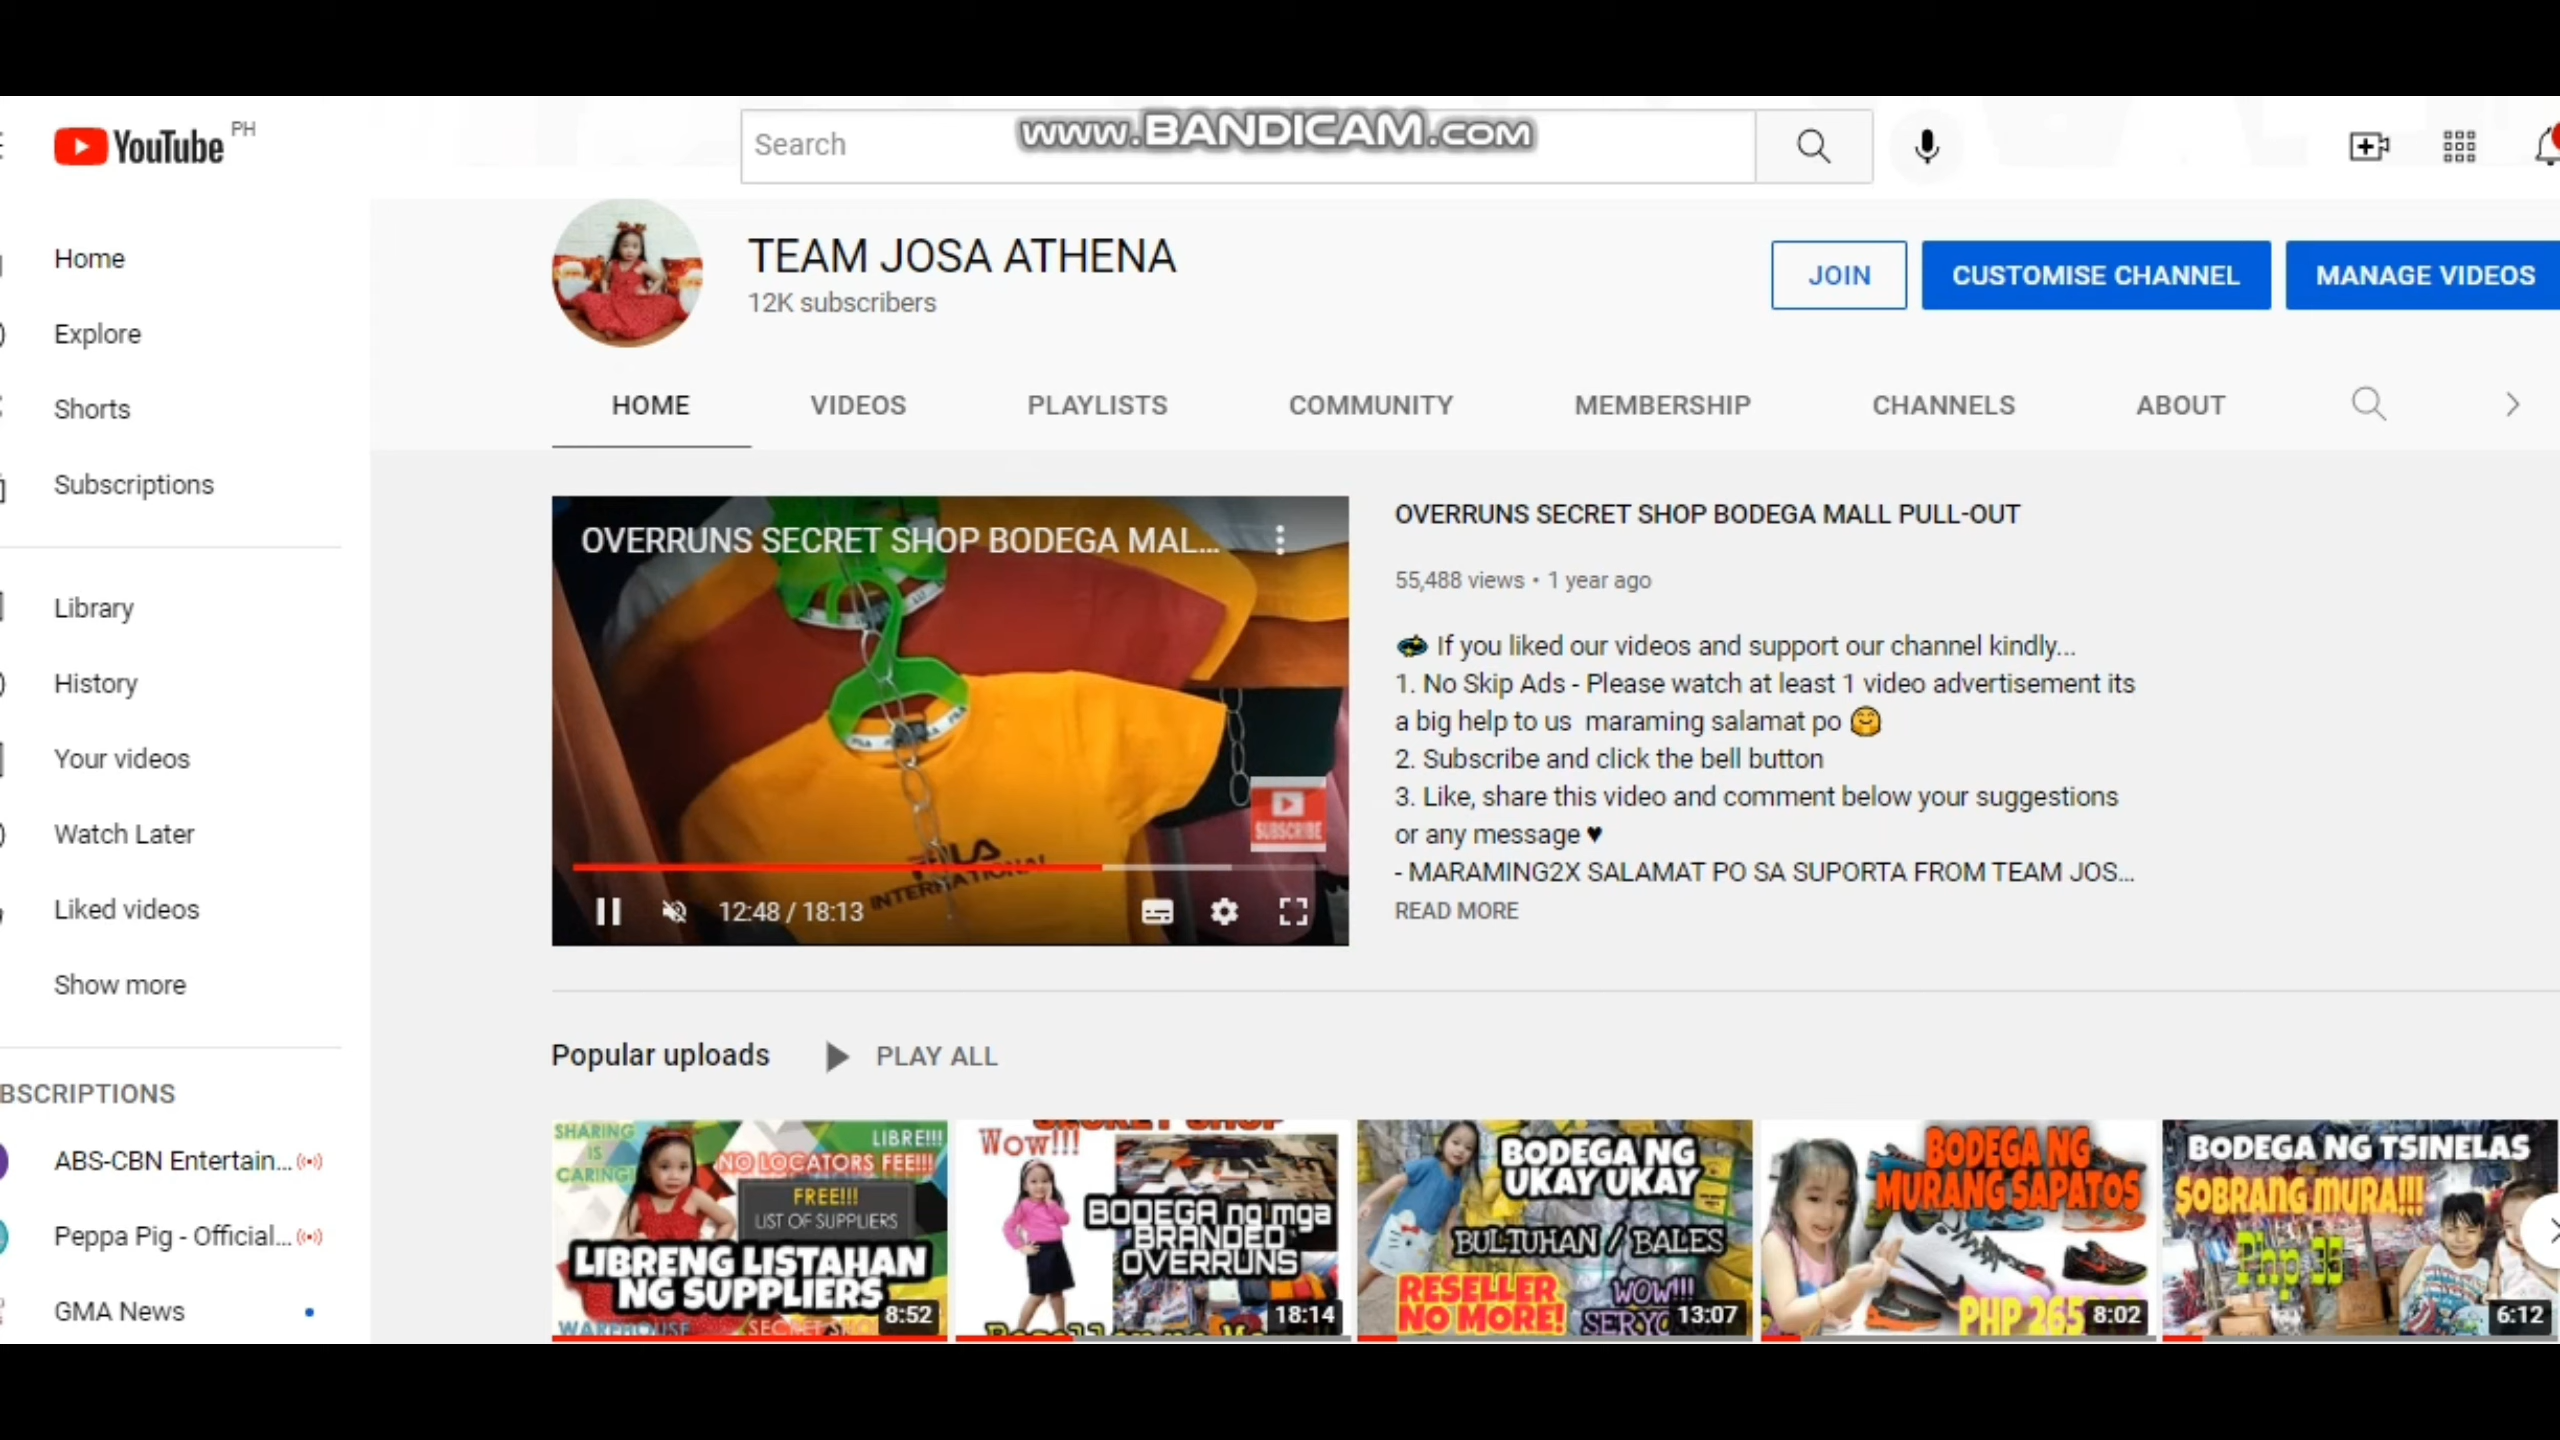 YouTube PH
Search
www.BANDICAM.com
Home
Explore
Shorts
Subscriptions
Library
History
Your videos
Watch Later
Liked videos
Show more
BSCRIPTIONS
ABS-CBN Entertain...
Peppa Pig - Official...
GMA News
TEAM JOSA ATHENA
12K subscribers
JOIN
CUSTOMISE CHANNEL
MANAGE VIDEOS
HOME
VIDEOS
PLAYLISTS
COMMUNITY
MEMBERSHIP
CHANNELS
ABOUT
OVERRUNS SECRET SHOP BODEGA MAL...
INTERNATIONAL
SUBSCRIBE
12:48 / 18:13
OVERRUNS SECRET SHOP BODEGA MALL PULL-OUT
55,488 views • 1 year ago
If you liked our videos and support our channel kindly...
1. No Skip Ads - Please watch at least 1 video advertisement its
a big help to us maraming salamat po 🤗
2. Subscribe and click the bell button
3. Like, share this video and comment below your suggestions
or any message ♥
- MARAMING2X SALAMAT PO SA SUPORTA FROM TEAM JOS...
READ MORE
Popular uploads
PLAY ALL
SHARING
IS
CARING!
LIBRE!!!
NO LOCATORS FEE!!!
FREE!!!
LIST OF SUPPLIERS
LIBRENG LISTAHAN
NG SUPPLIERS
WAREHOUSE
8:52
SECRET SHOP
Wow!!!
BODEGA ng mga
BRANDED
OVERRUNS
18:14
BODEGA NG
UKAY UKAY
BULTUHAN / BALES
RESELLER
NO MORE!
WOW!!!
13:07
BODEGA NG
MURANG SAPATOS
PHP 265
8:02
BODEGA NG TSINELAS
SOBRANG MURA!!!
Php 35
6:12